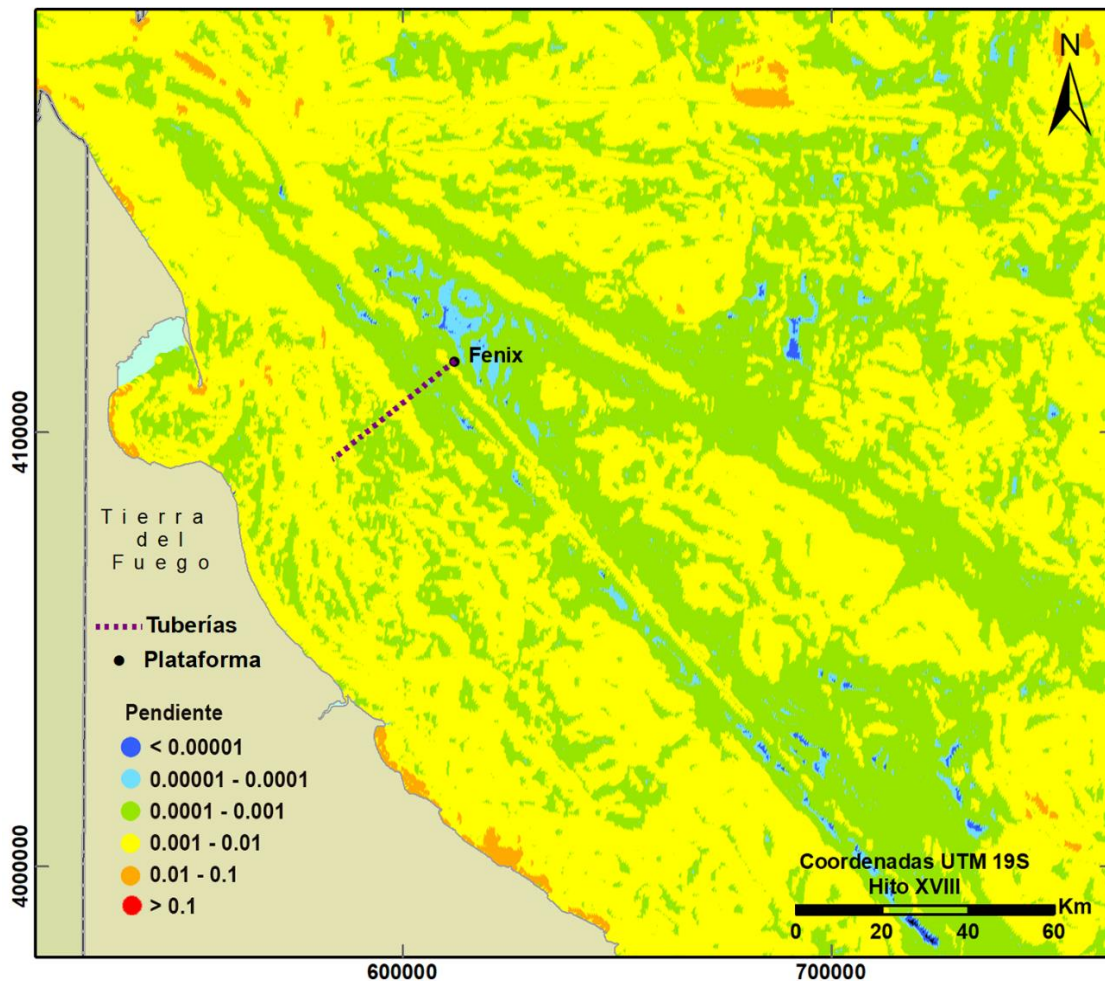 N
Fenix
4100000
Tierra
del
Fuego
Tuberías
Plataforma
Pendiente
< 0.00001
0.00001 - 0.0001
0.0001 - 0.001
0.001 - 0.01
0.01 - 0.1
> 0.1
4000000
Coordenadas UTM 19S
Hito XVIII
Km
0 20 40 60
600000 700000